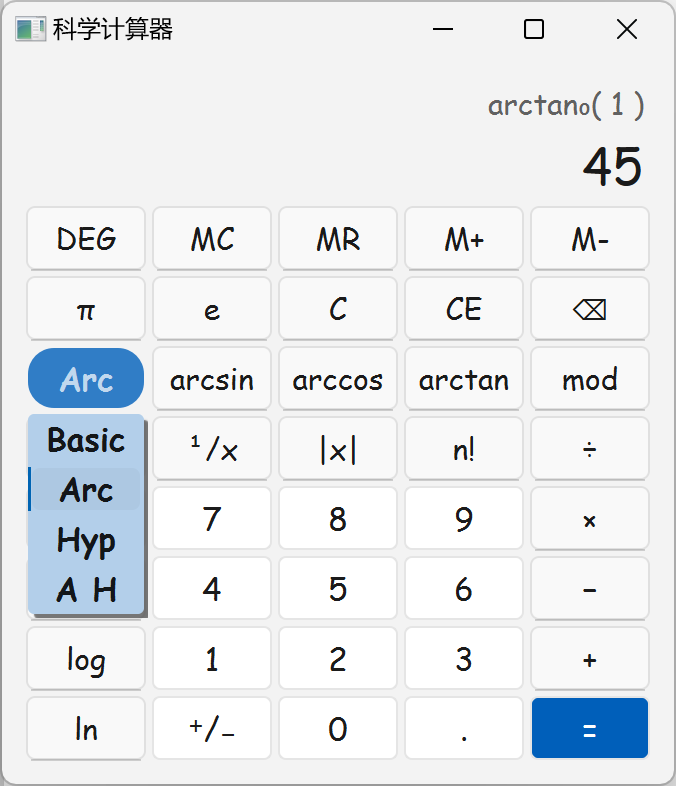 科学计算器
arctan₀( 1 )
45
DEG MC MR M+ M-
π e C CE ⌫
Arc arcsin arccos arctan mod
Basic ¹/x |x| n! ÷
Arc
7 8 9 ×
Hyp
A H 4 5 6 −
log 1 2 3 +
ln ⁺/₋ 0 . =